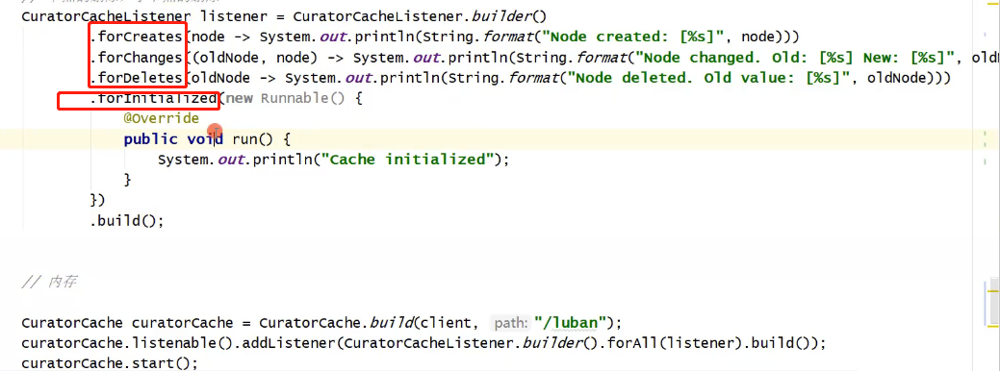 CuratorCacheListener listener = CuratorCacheListener.builder()
.forCreates(node -> System.out.println(String.format("Node created: [%s]", node)))
.forChanges((oldNode, node) -> System.out.println(String.format("Node changed. Old: [%s] New: [%s]",
.forDeletes(oldNode -> System.out.println(String.format("Node deleted. Old value: [%s]", oldNode)))
.forInitialized(new Runnable() {
@Override
public void run() {
System.out.println("Cache initialized");
}
})
.build();
// 内存
CuratorCache curatorCache = CuratorCache.build(client, path: "/luban");
curatorCache.listenable().addListener(CuratorCacheListener.builder().forAll(listener).build());
curatorCache.start();